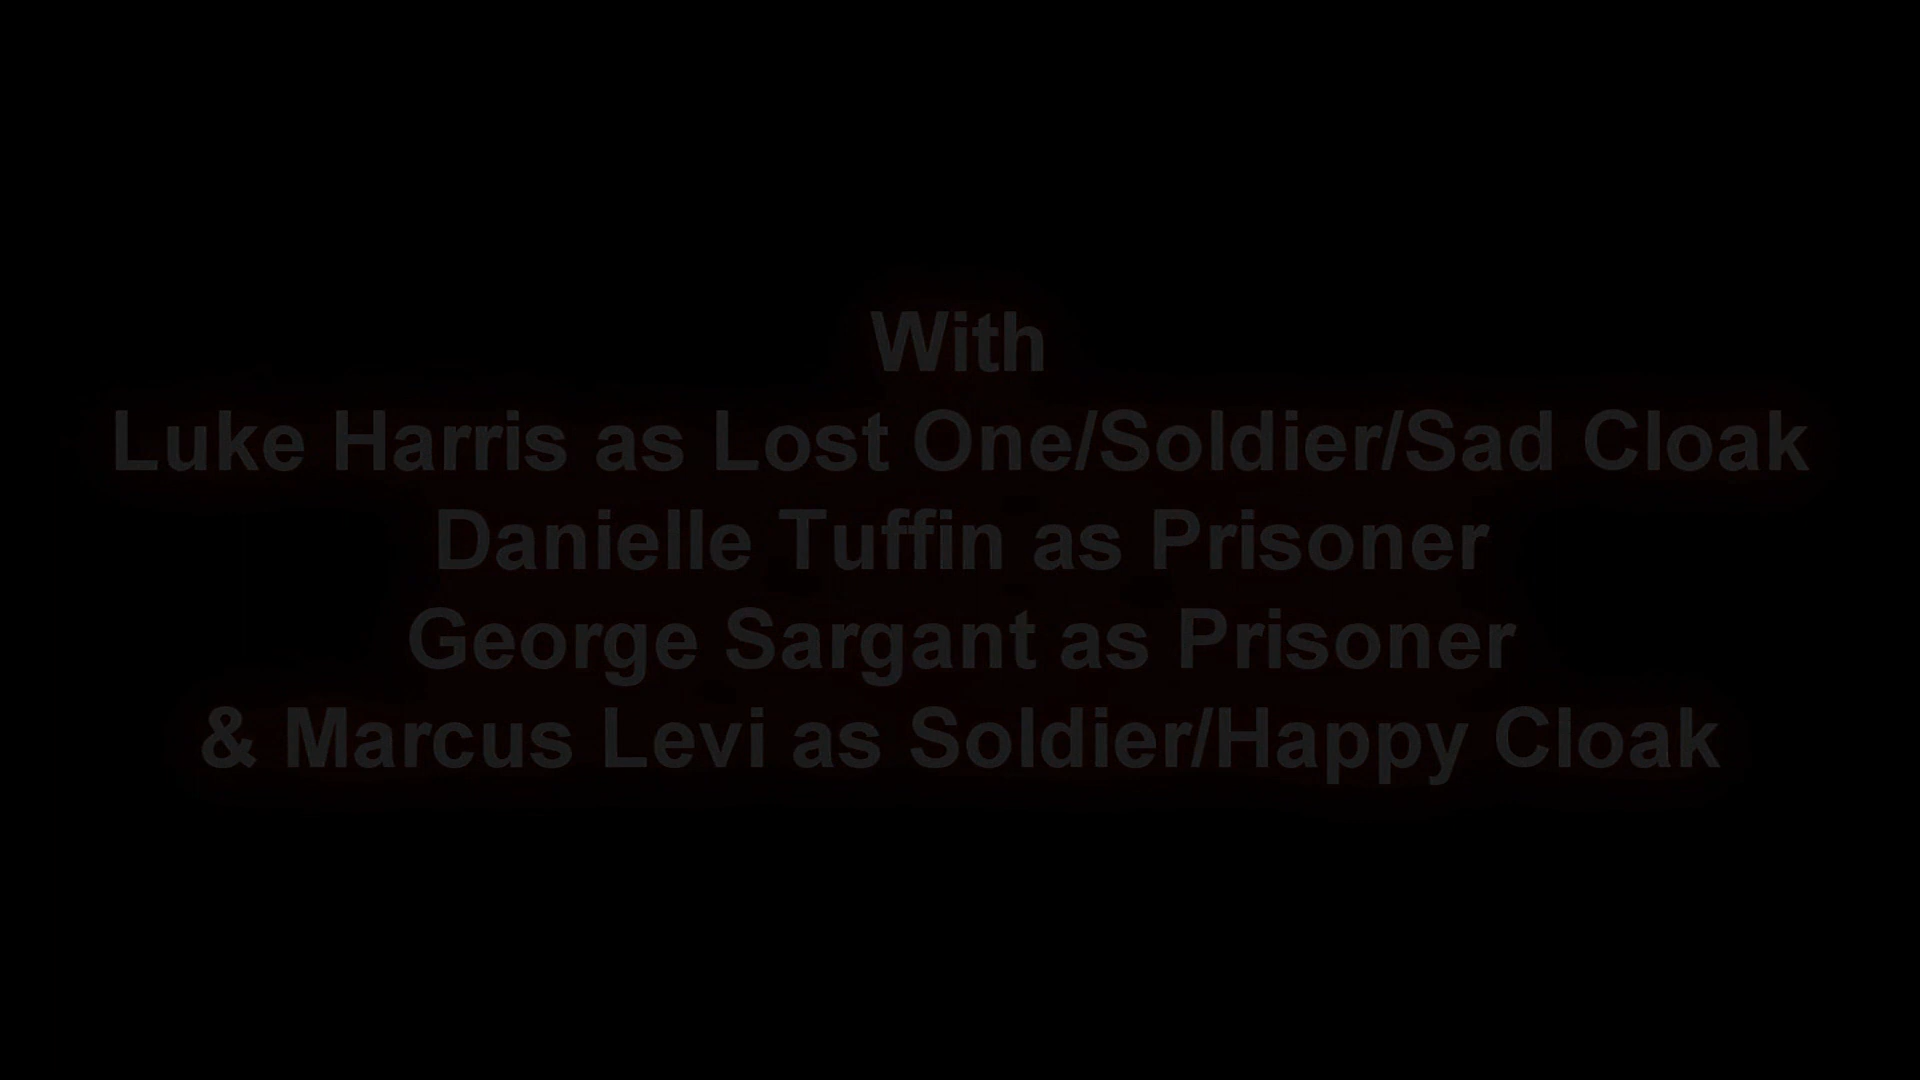 With
Luke Harris as Lost One/Soldier/Sad Cloak
Danielle Tuffin as Prisoner
George Sargant as Prisoner
& Marcus Levi as Soldier/Happy Cloak